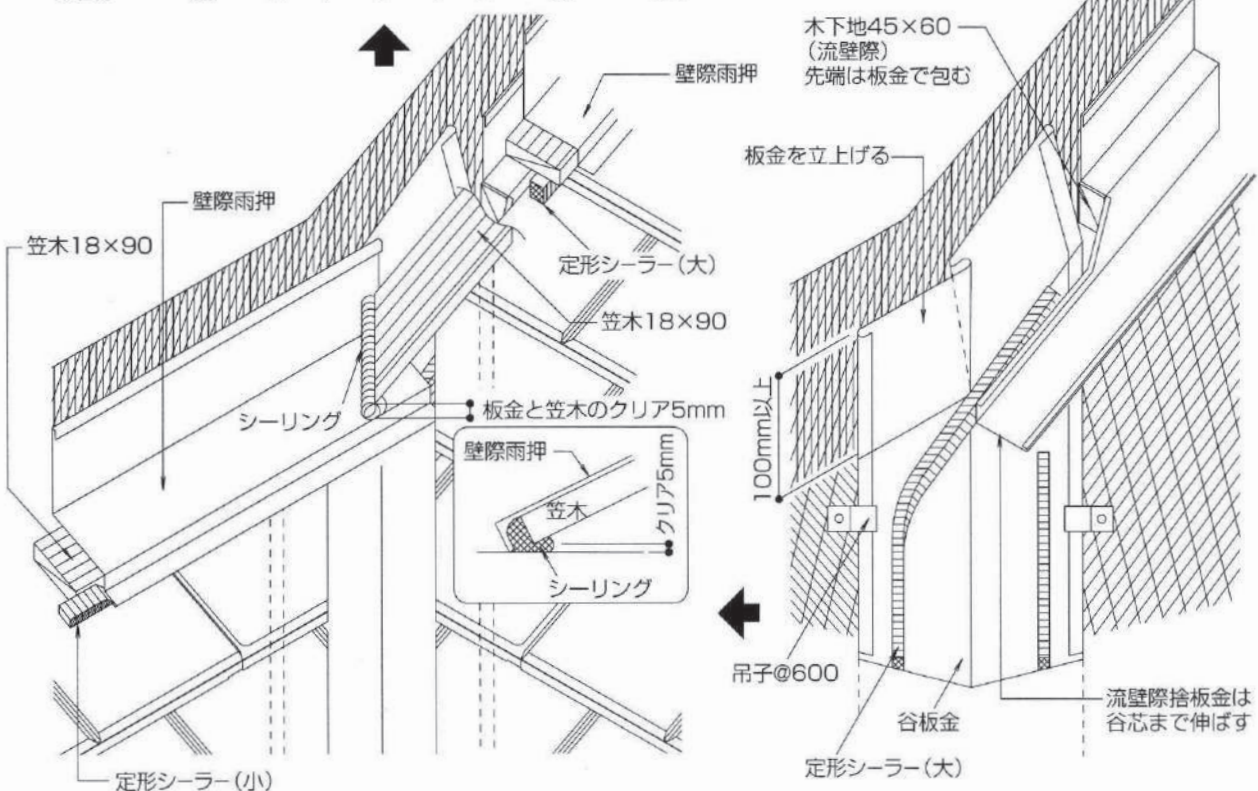 壁際雨押
笠木18×90
壁際雨押
定形シーラー(大)
笠木18×90
シーリング
板金と笠木のクリア5mm
壁際雨押
笠木
クリア5mm
シーリング
定形シーラー(小)
木下地45×60
(流壁際)
先端は板金で包む
板金を立上げる
100mm以上
吊子@600
谷板金
定形シーラー(大)
流壁際捨板金は
谷芯まで伸ばす